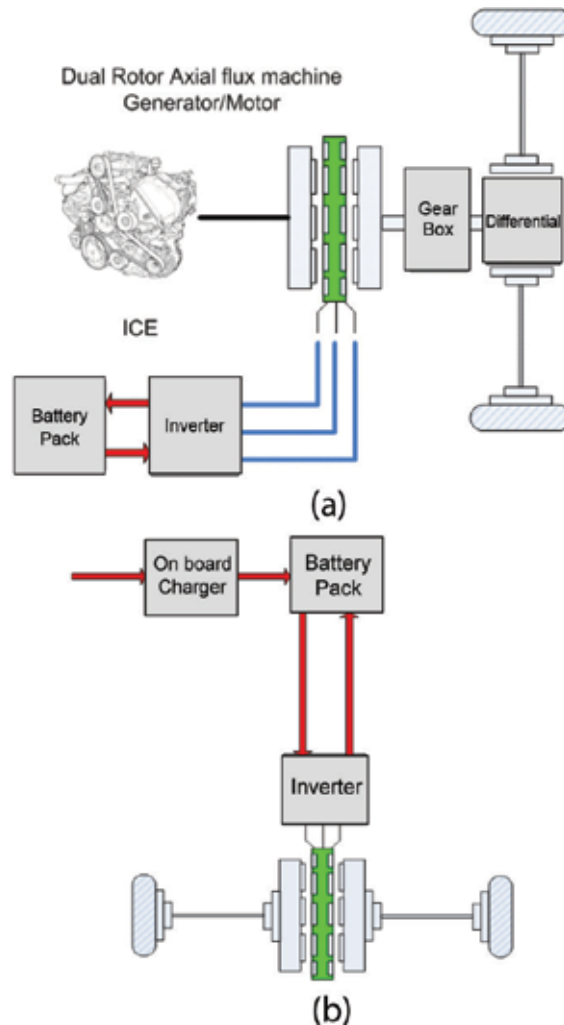 Dual Rotor Axial flux machine
Generator/Motor
Gear
Box
Differential
ICE
Battery
Pack
Inverter
(a)
On board
Charger
Battery
Pack
Inverter
(b)